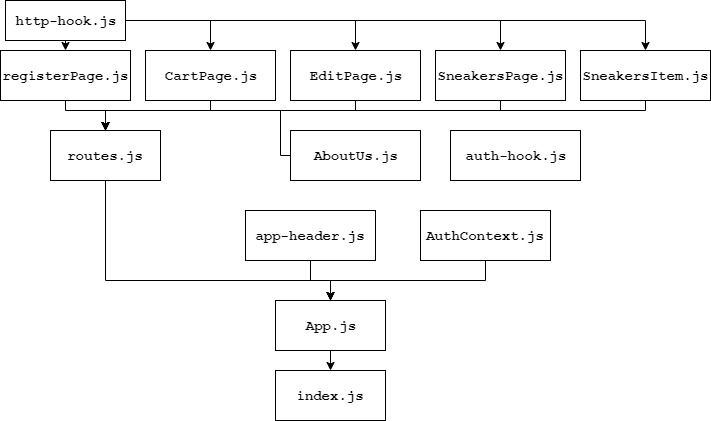 http-hook.js
registerPage.js
CartPage.js
EditPage.js
SneakersPage.js
SneakersItem.js
routes.js
AboutUs.js
auth-hook.js
app-header.js
AuthContext.js
App.js
index.js